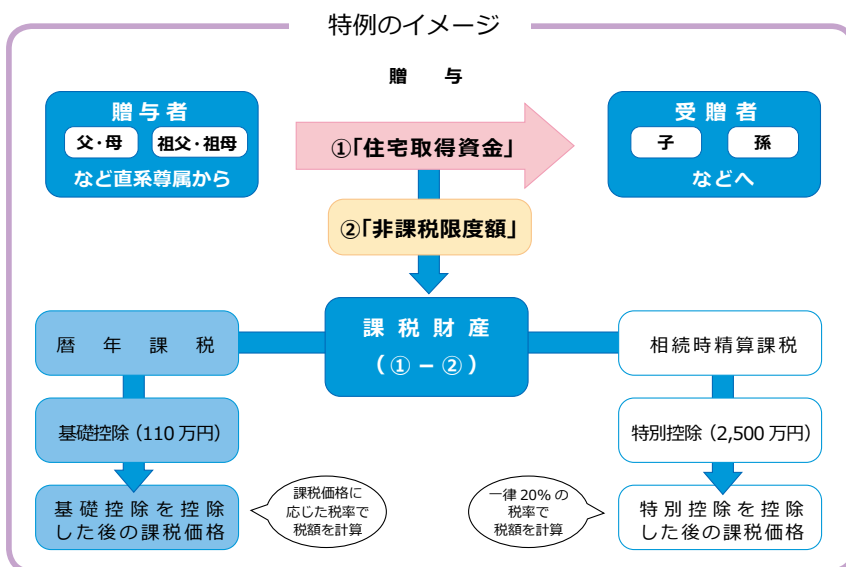 特例のイメージ
贈与
贈与者
父・母
祖父・祖母
など直系尊属から
①「住宅取得資金」
受贈者
子
孫
などへ
②「非課税限度額」
課税財産
（①－②）
暦年課税
相続時精算課税
基礎控除（110万円）
特別控除（2,500万円）
基礎控除を控除
した後の課税価格
課税価格に
応じた税率で
税額を計算
一律20%の
税率で
税額を計算
特別控除を控除
した後の課税価格